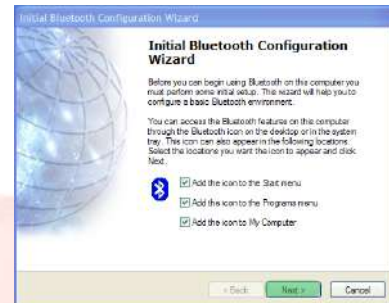 Initial Bluetooth Configuration Wizard
Initial Bluetooth Configuration
Wizard
Before you can begin using Bluetooth on this computer you
must perform some initial setup. This wizard will help you to
configure a basic Bluetooth environment.
You can access the Bluetooth features on this computer
through the Bluetooth icon on the desktop or in the system
tray. This icon can also appear in the following locations.
Select the locations you want the icon to appear and click
Next.
Add the icon to the Start menu
Add the icon to the Programs menu
Add the icon to My Computer
< Back Next > Cancel